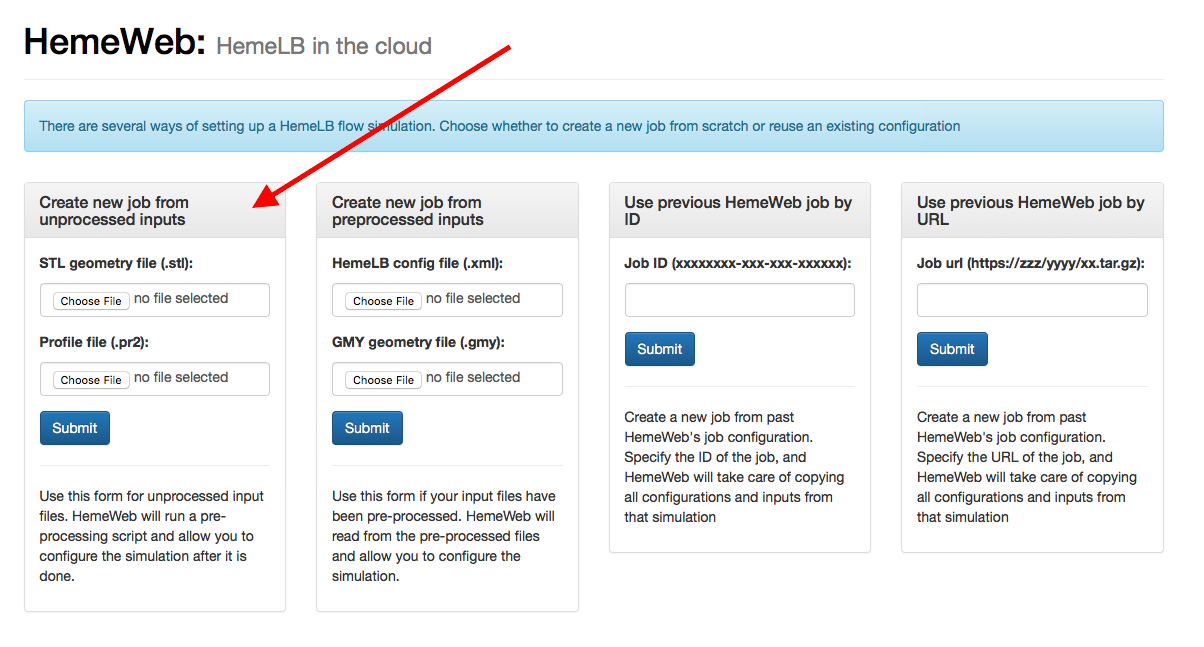 HemeWeb: HemeLB in the cloud
There are several ways of setting up a HemeLB flow simulation. Choose whether to create a new job from scratch or reuse an existing configuration
Create new job from
unprocessed inputs
STL geometry file (.stl):
Choose File no file selected
Profile file (.pr2):
Choose File no file selected
Submit
Use this form for unprocessed input
files. HemeWeb will run a pre-
processing script and allow you to
configure the simulation after it is
done.
Create new job from
preprocessed inputs
HemeLB config file (.xml):
Choose File no file selected
GMY geometry file (.gmy):
Choose File no file selected
Submit
Use this form if your input files have
been pre-processed. HemeWeb will
read from the pre-processed files
and allow you to configure the
simulation.
Use previous HemeWeb job by
ID
Job ID (xxxxxxxx-xxx-xxx-xxxxxx):
Submit
Create a new job from past
HemeWeb's job configuration.
Specify the ID of the job, and
HemeWeb will take care of copying
all configurations and inputs from
that simulation
Use previous HemeWeb job by
URL
Job url (https://zzz/yyyy/xx.tar.gz):
Submit
Create a new job from past
HemeWeb's job configuration.
Specify the URL of the job, and
HemeWeb will take care of copying
all configurations and inputs from
that simulation